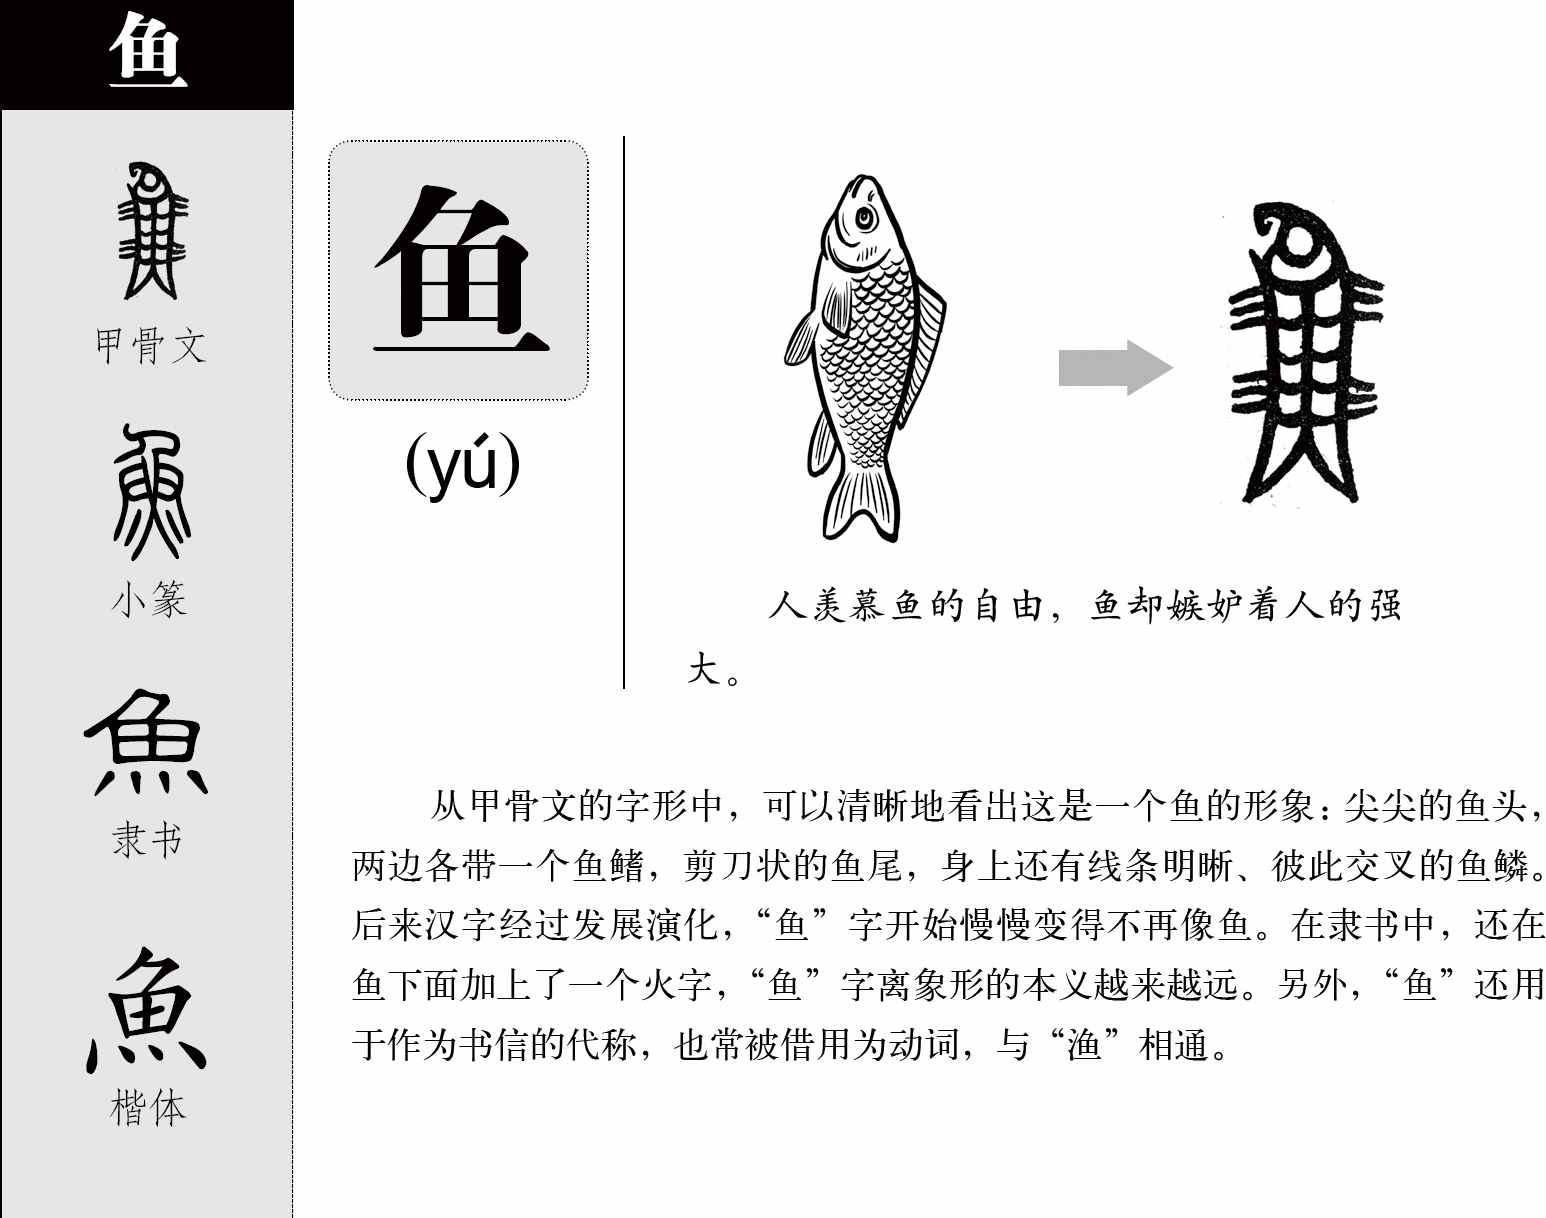 鱼
甲骨文
小篆
魚
隶书
魚
楷体
鱼
(yú)
人羡慕鱼的自由，鱼却嫉妒着人的强
大。
从甲骨文的字形中，可以清晰地看出这是一个鱼的形象：尖尖的鱼头，
两边各带一个鱼鳍，剪刀状的鱼尾，身上还有线条明晰、彼此交叉的鱼鳞。
后来汉字经过发展演化，“鱼”字开始慢慢变得不再像鱼。在隶书中，还在
鱼下面加上了一个火字，“鱼”字离象形的本义越来越远。另外，“鱼”还用
于作为书信的代称，也常被借用为动词，与“渔”相通。